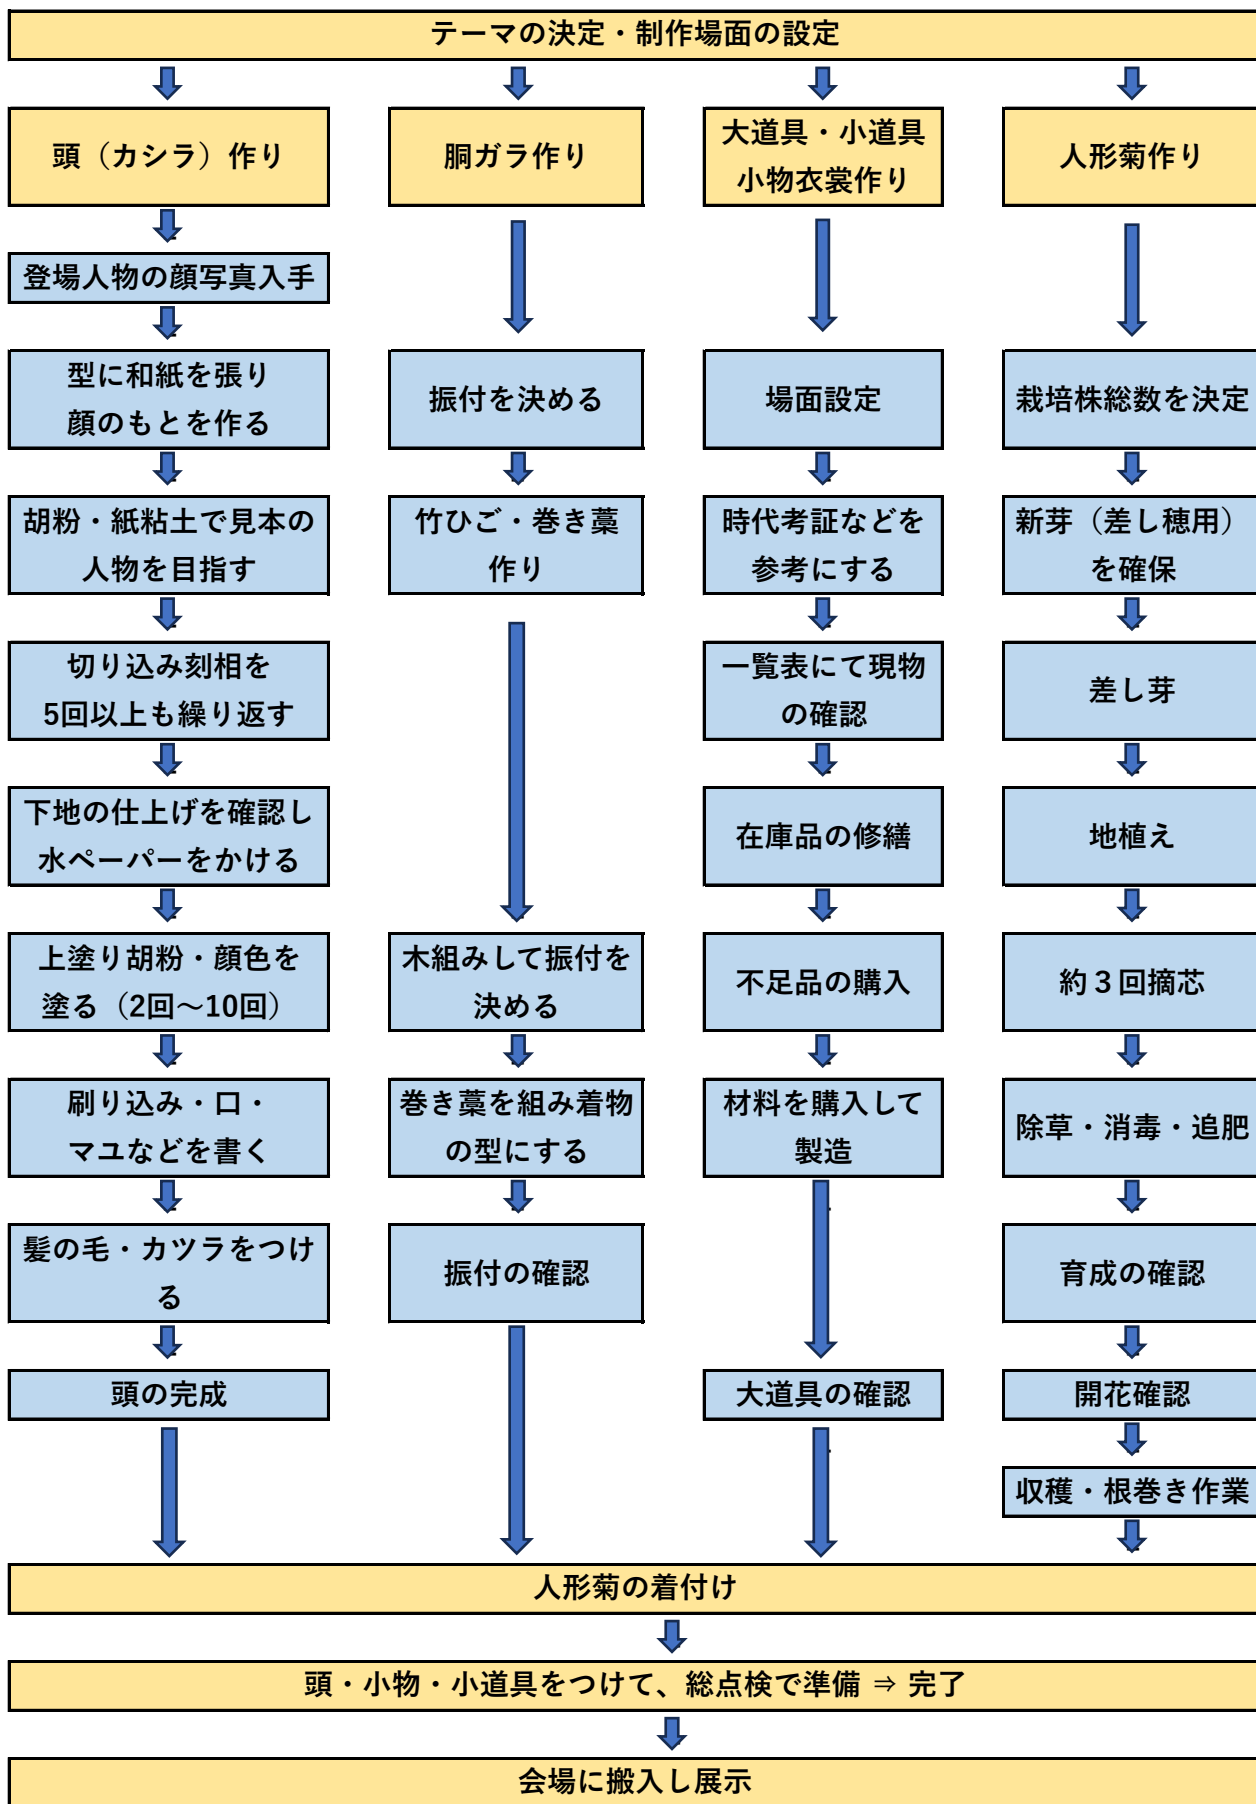 テーマの決定・制作場面の設定
頭（カシラ）作り
登場人物の顔写真入手
型に和紙を張り
顔のもとを作る
胡粉・紙粘土で見本の
人物を目指す
切り込み刻相を
5回以上も繰り返す
下地の仕上げを確認し
水ペーパーをかける
上塗り胡粉・顔色を
塗る（2回～10回）
刷り込み・口・
マユなどを書く
髪の毛・カツラをつけ
る
頭の完成
胴ガラ作り
振付を決める
竹ひご・巻き藁
作り
木組みして振付を
決める
巻き藁を組み着物
の型にする
振付の確認
大道具・小道具
小物衣裳作り
場面設定
時代考証などを
参考にする
一覧表にて現物
の確認
在庫品の修繕
不足品の購入
材料を購入して
製造
大道具の確認
人形菊作り
栽培株総数を決定
新芽（差し穂用）
を確保
差し芽
地植え
約３回摘芯
除草・消毒・追肥
育成の確認
開花確認
収穫・根巻き作業
人形菊の着付け
頭・小物・小道具をつけて、総点検で準備 ⇒ 完了
会場に搬入し展示